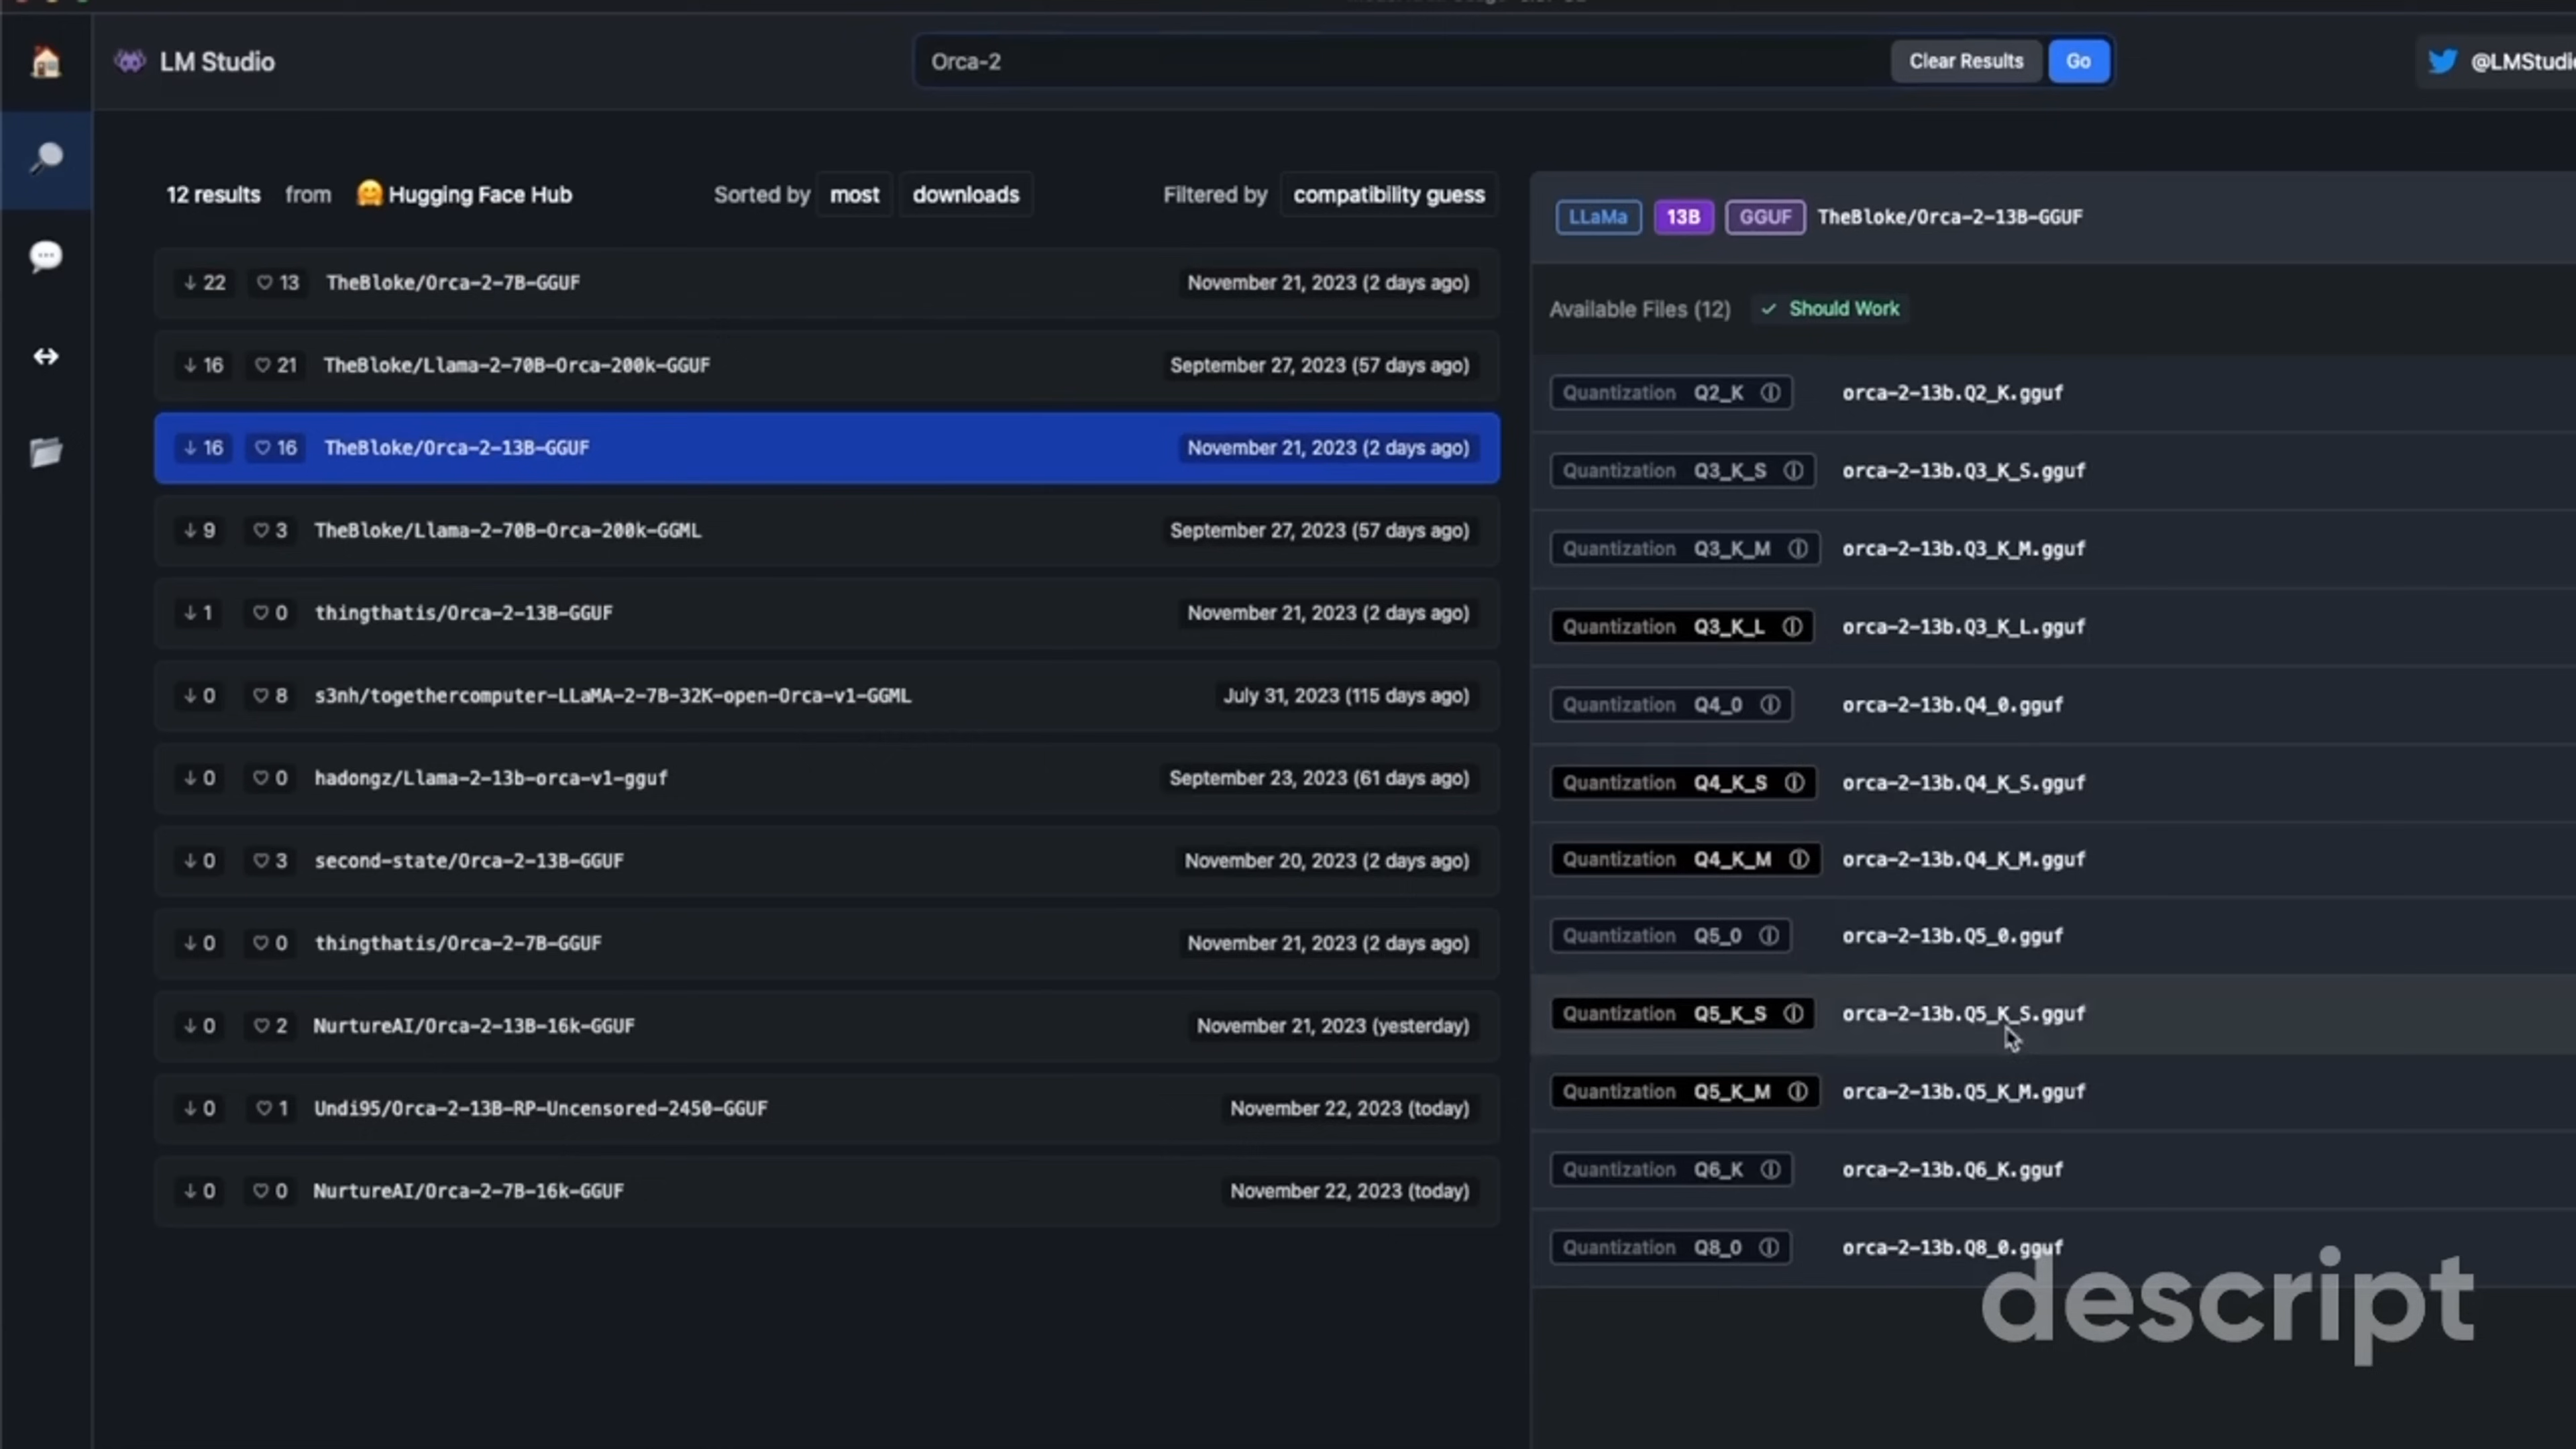 LM Studio
Orca-2
Clear Results
Go
12 results from Hugging Face Hub
Sorted by most downloads
Filtered by compatibility guess
22 13 TheBloke/Orca-2-7B-GGUF November 21, 2023 (2 days ago)
16 21 TheBloke/Llama-2-70B-Orca-200k-GGUF September 27, 2023 (57 days ago)
16 16 TheBloke/Orca-2-13B-GGUF November 21, 2023 (2 days ago)
9 3 TheBloke/Llama-2-70B-Orca-200k-GGML September 27, 2023 (57 days ago)
1 0 thingthatis/Orca-2-13B-GGUF November 21, 2023 (2 days ago)
0 8 s3nh/togethercomputer-LLaMA-2-7B-32K-open-Orca-v1-GGML July 31, 2023 (115 days ago)
0 0 hadongz/Llama-2-13b-orca-v1-gguf September 23, 2023 (61 days ago)
0 3 second-state/Orca-2-13B-GGUF November 20, 2023 (2 days ago)
0 0 thingthatis/Orca-2-7B-GGUF November 21, 2023 (2 days ago)
0 2 NurtureAI/Orca-2-13B-16k-GGUF November 21, 2023 (yesterday)
0 1 Undi95/Orca-2-13B-RP-Uncensored-2450-GGUF November 22, 2023 (today)
0 0 NurtureAI/Orca-2-7B-16k-GGUF November 22, 2023 (today)
LLaMa 13B GGUF TheBloke/Orca-2-13B-GGUF
Available Files (12) Should Work
Quantization Q2_K orca-2-13b.Q2_K.gguf
Quantization Q3_K_S orca-2-13b.Q3_K_S.gguf
Quantization Q3_K_M orca-2-13b.Q3_K_M.gguf
Quantization Q3_K_L orca-2-13b.Q3_K_L.gguf
Quantization Q4_0 orca-2-13b.Q4_0.gguf
Quantization Q4_K_S orca-2-13b.Q4_K_S.gguf
Quantization Q4_K_M orca-2-13b.Q4_K_M.gguf
Quantization Q5_0 orca-2-13b.Q5_0.gguf
Quantization Q5_K_S orca-2-13b.Q5_K_S.gguf
Quantization Q5_K_M orca-2-13b.Q5_K_M.gguf
Quantization Q6_K orca-2-13b.Q6_K.gguf
Quantization Q8_0 orca-2-13b.Q8_0.gguf
descript